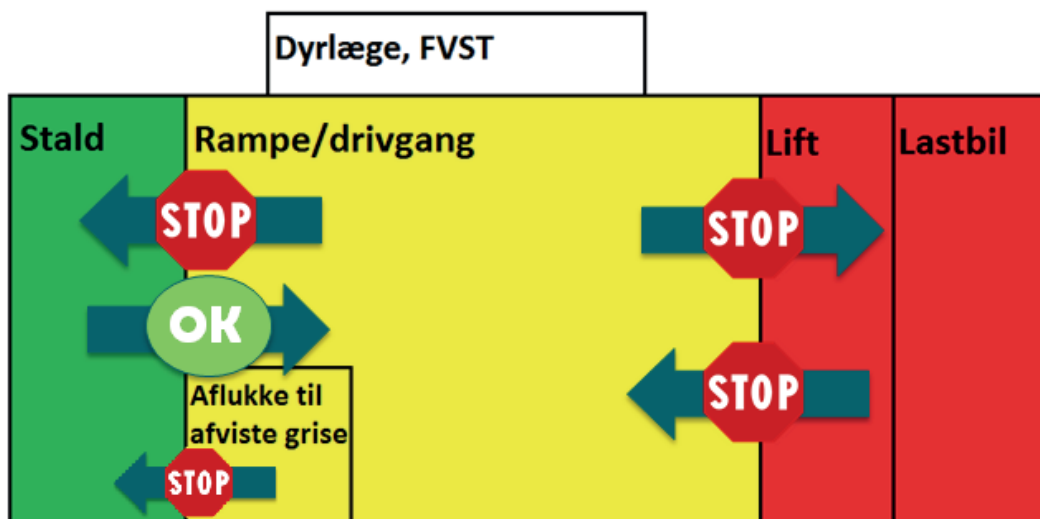 Dyrlæge, FVST
Stald
Rampe/drivgang
Lift
Lastbil
STOP
STOP
OK
STOP
Aflukke til
afviste grise
STOP